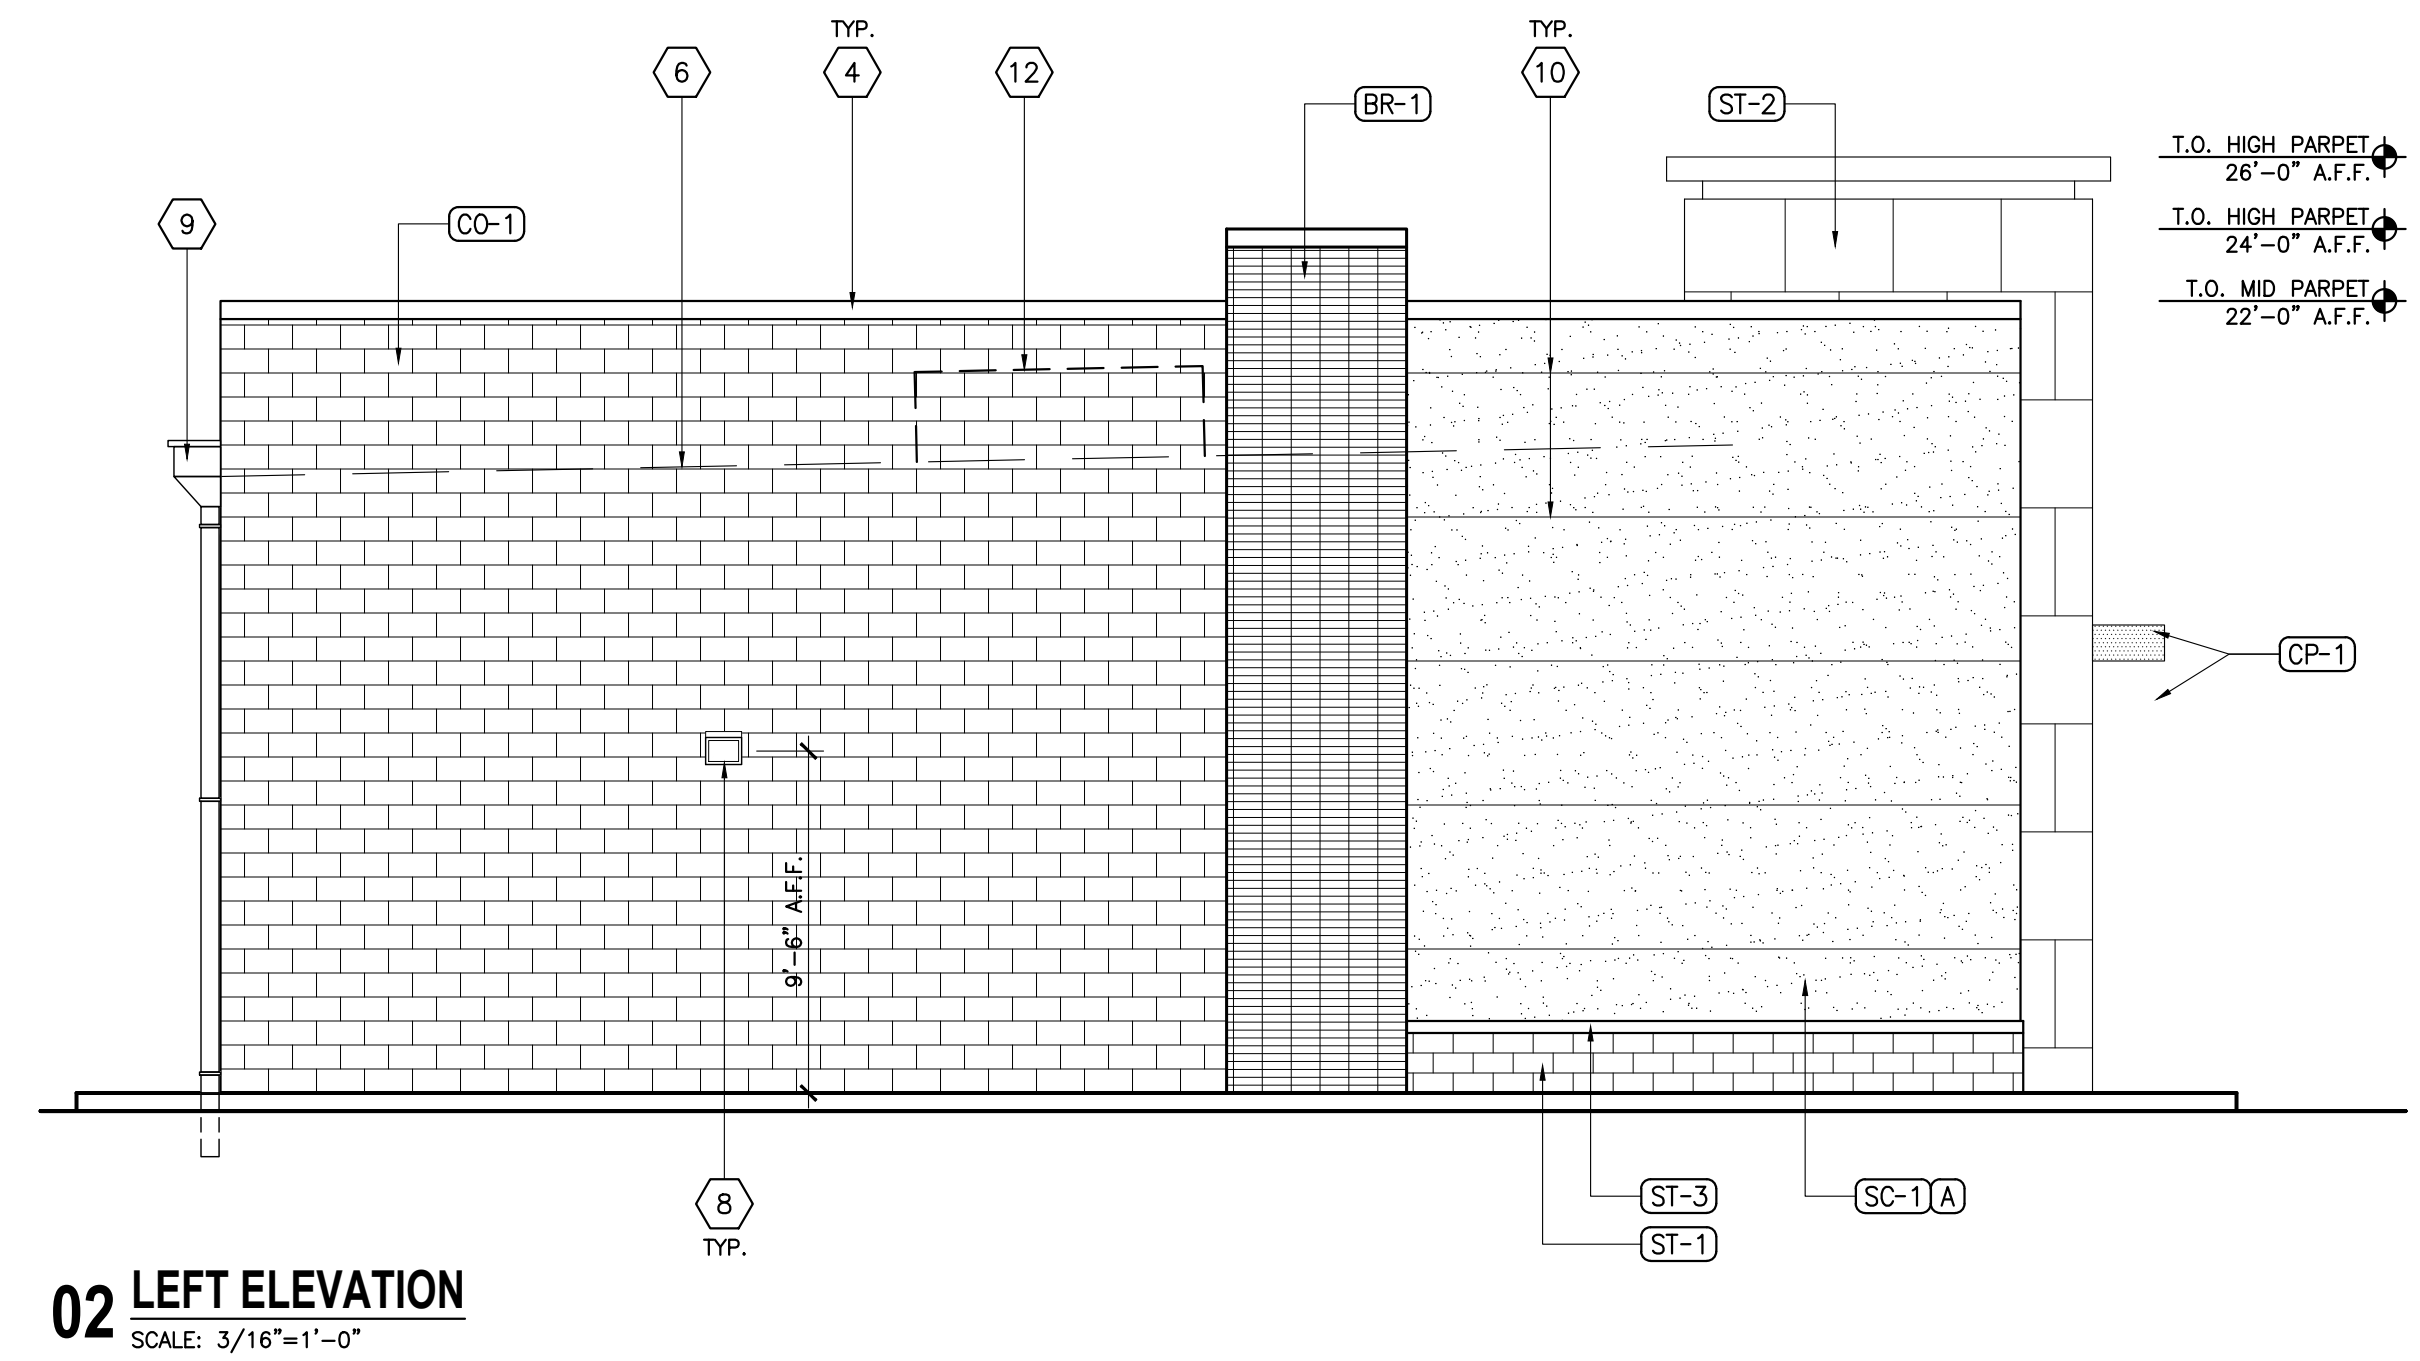 TYP.
6
4
12
TYP.
10
BR-1
ST-2
T.O. HIGH PARPET
26'-0" A.F.F.
9
CO-1
T.O. HIGH PARPET
24'-0" A.F.F.
T.O. MID PARPET
22'-0" A.F.F.
CP-1
9'-6" A.F.F.
8
TYP.
ST-3
SC-1 A
ST-1
02 LEFT ELEVATION
SCALE: 3/16"=1'-0"